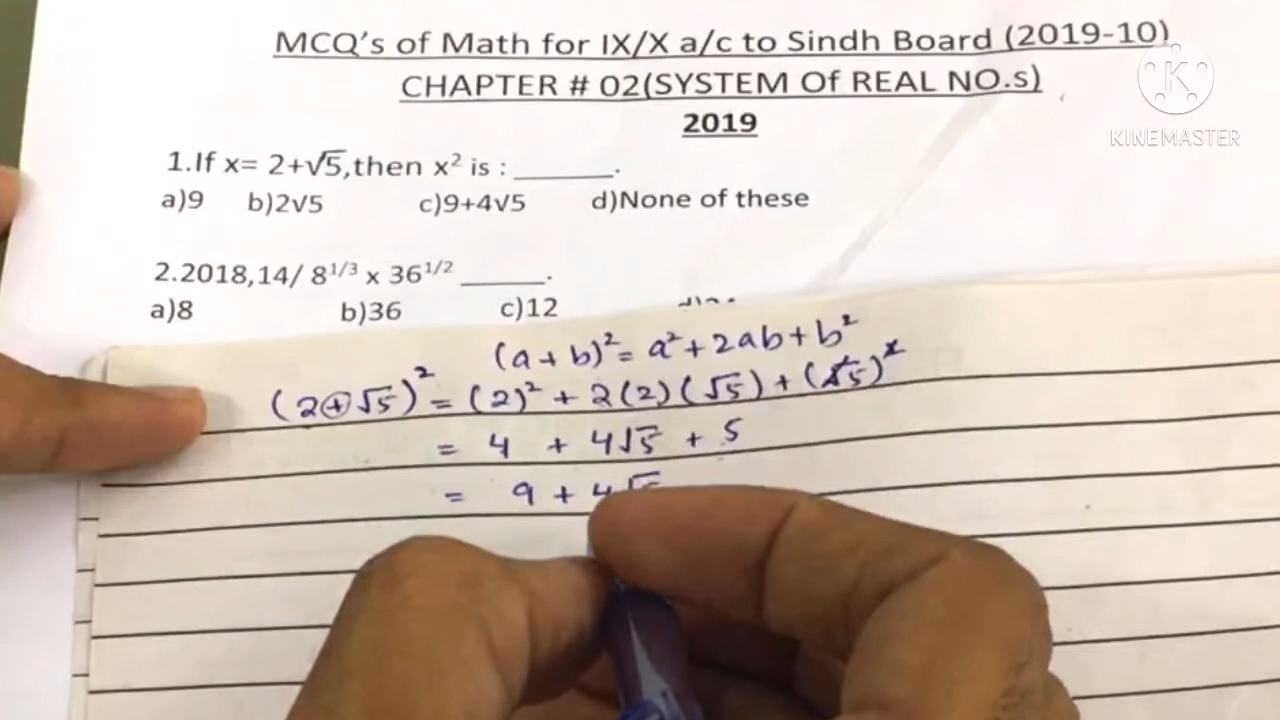 MCQ's of Math for IX/X a/c to Sindh Board (2019-10)
CHAPTER # 02(SYSTEM Of REAL NO.s)
2019
KINEMASTER
1.If x= 2+√5,then x² is : ______.
a)9 b)2√5 c)9+4√5 d)None of these
2.2018,14/ 8^1/3 x 36^1/2 ______.
a)8 b)36 c)12
(a+b)² = a²+2ab+b²
(2+√5)² = (2)² + 2(2)(√5) + (√5)²
= 4 + 4√5 + 5
= 9 + 4√5